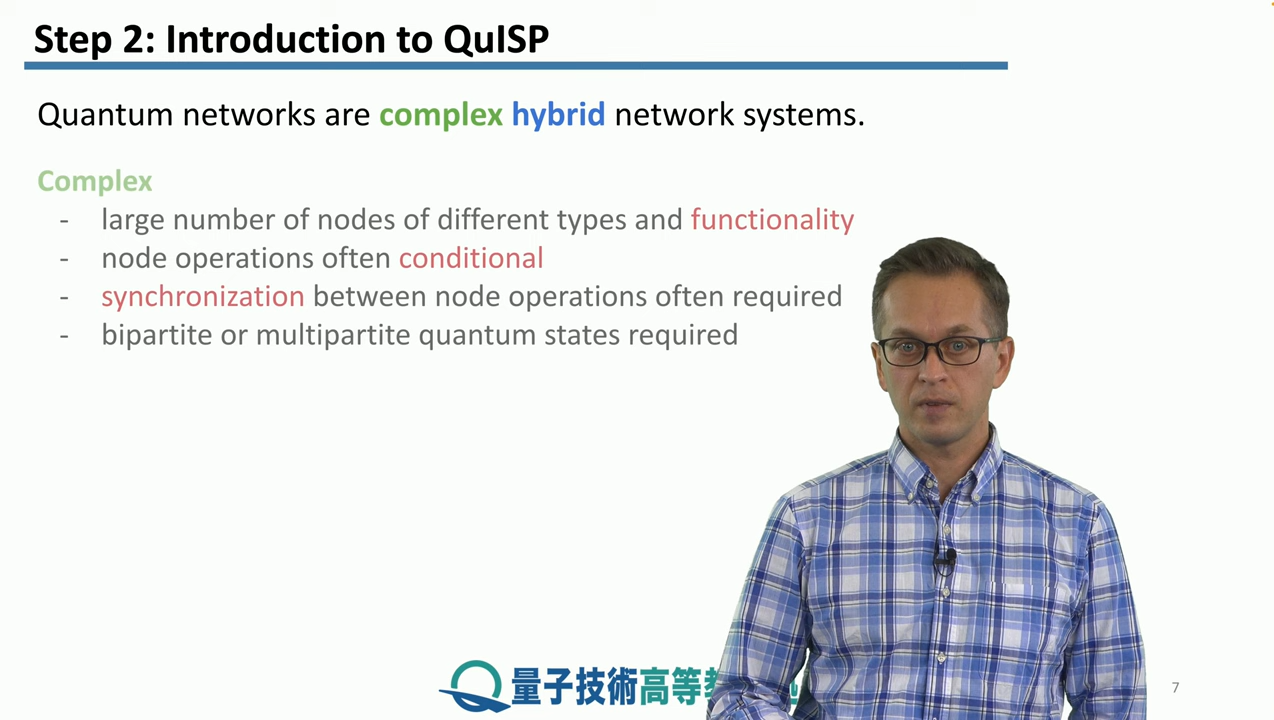 Step 2: Introduction to QuISP
Quantum networks are complex hybrid network systems.
Complex
- large number of nodes of different types and functionality
- node operations often conditional
- synchronization between node operations often required
- bipartite or multipartite quantum states required
量子技術高等
7